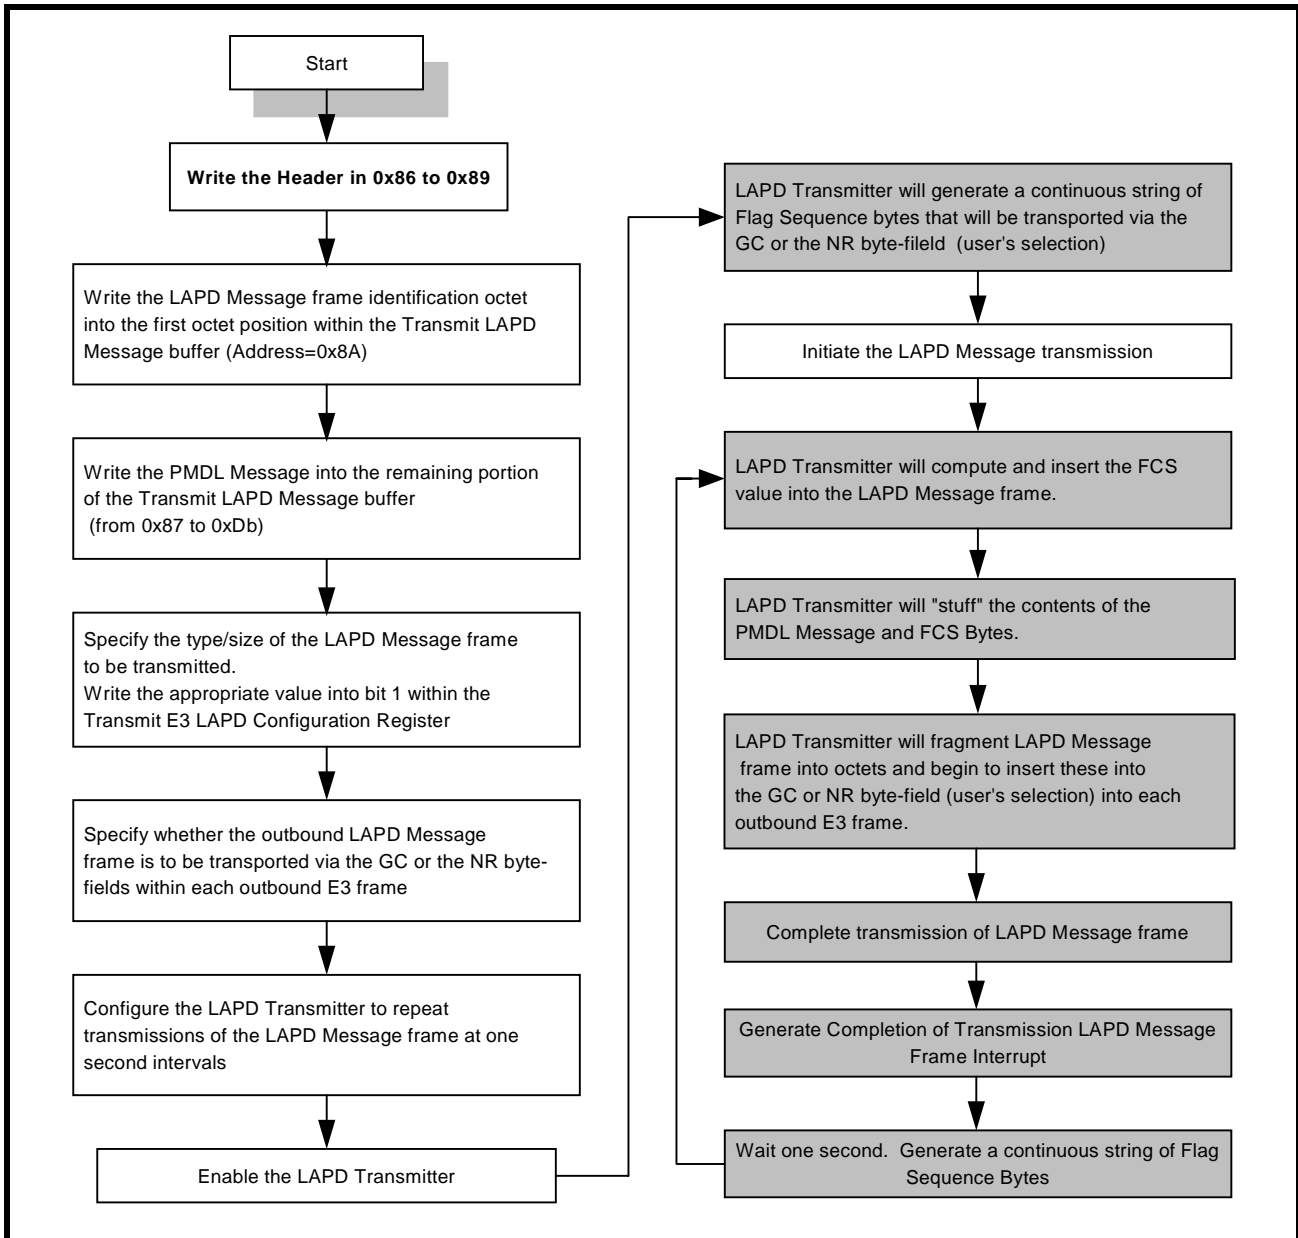 Start
Write the Header in 0x86 to 0x89
Write the LAPD Message frame identification octet
into the first octet position within the Transmit LAPD
Message buffer (Address=0x8A)
Write the PMDL Message into the remaining portion
of the Transmit LAPD Message buffer
(from 0x87 to 0xDb)
Specify the type/size of the LAPD Message frame
to be transmitted.
Write the appropriate value into bit 1 within the
Transmit E3 LAPD Configuration Register
Specify whether the outbound LAPD Message
frame is to be transported via the GC or the NR byte-
fields within each outbound E3 frame
Configure the LAPD Transmitter to repeat
transmissions of the LAPD Message frame at one
second intervals
Enable the LAPD Transmitter
LAPD Transmitter will generate a continuous string of
Flag Sequence bytes that will be transported via the
GC or the NR byte-fileld (user's selection)
Initiate the LAPD Message transmission
LAPD Transmitter will compute and insert the FCS
value into the LAPD Message frame.
LAPD Transmitter will "stuff" the contents of the
PMDL Message and FCS Bytes.
LAPD Transmitter will fragment LAPD Message
frame into octets and begin to insert these into
the GC or NR byte-field (user's selection) into each
outbound E3 frame.
Complete transmission of LAPD Message frame
Generate Completion of Transmission LAPD Message
Frame Interrupt
Wait one second. Generate a continuous string of Flag
Sequence Bytes